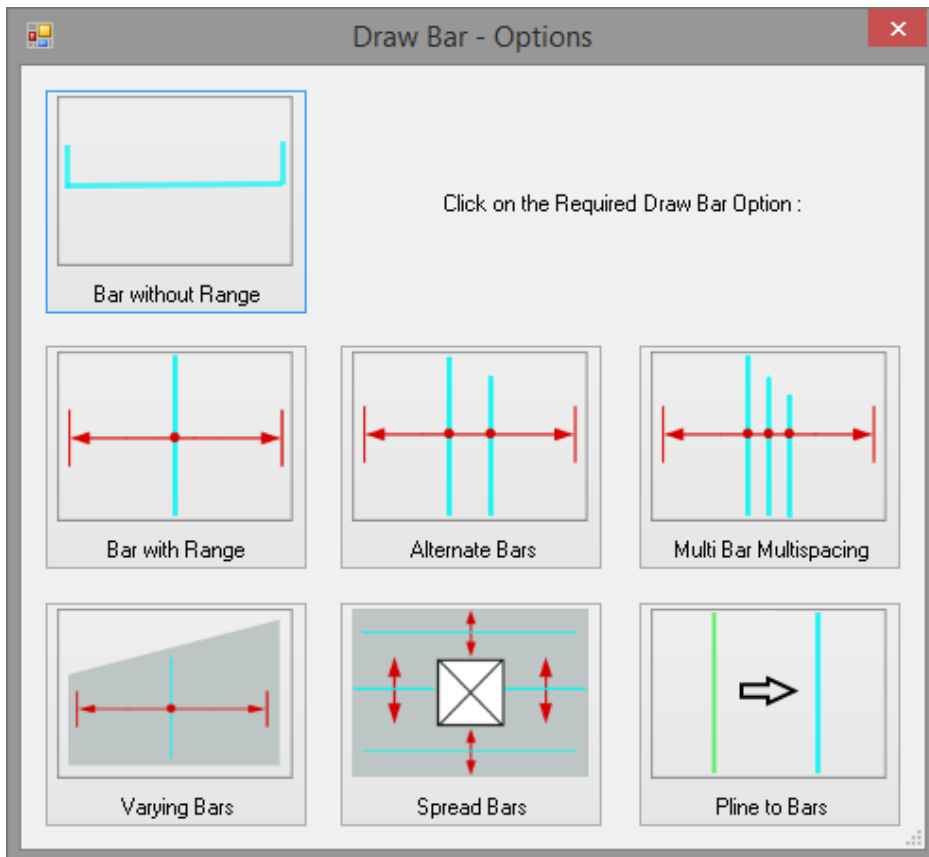 Draw Bar - Options
Click on the Required Draw Bar Option :
Bar without Range
Bar with Range
Alternate Bars
Multi Bar Multispacing
Varying Bars
Spread Bars
Pline to Bars